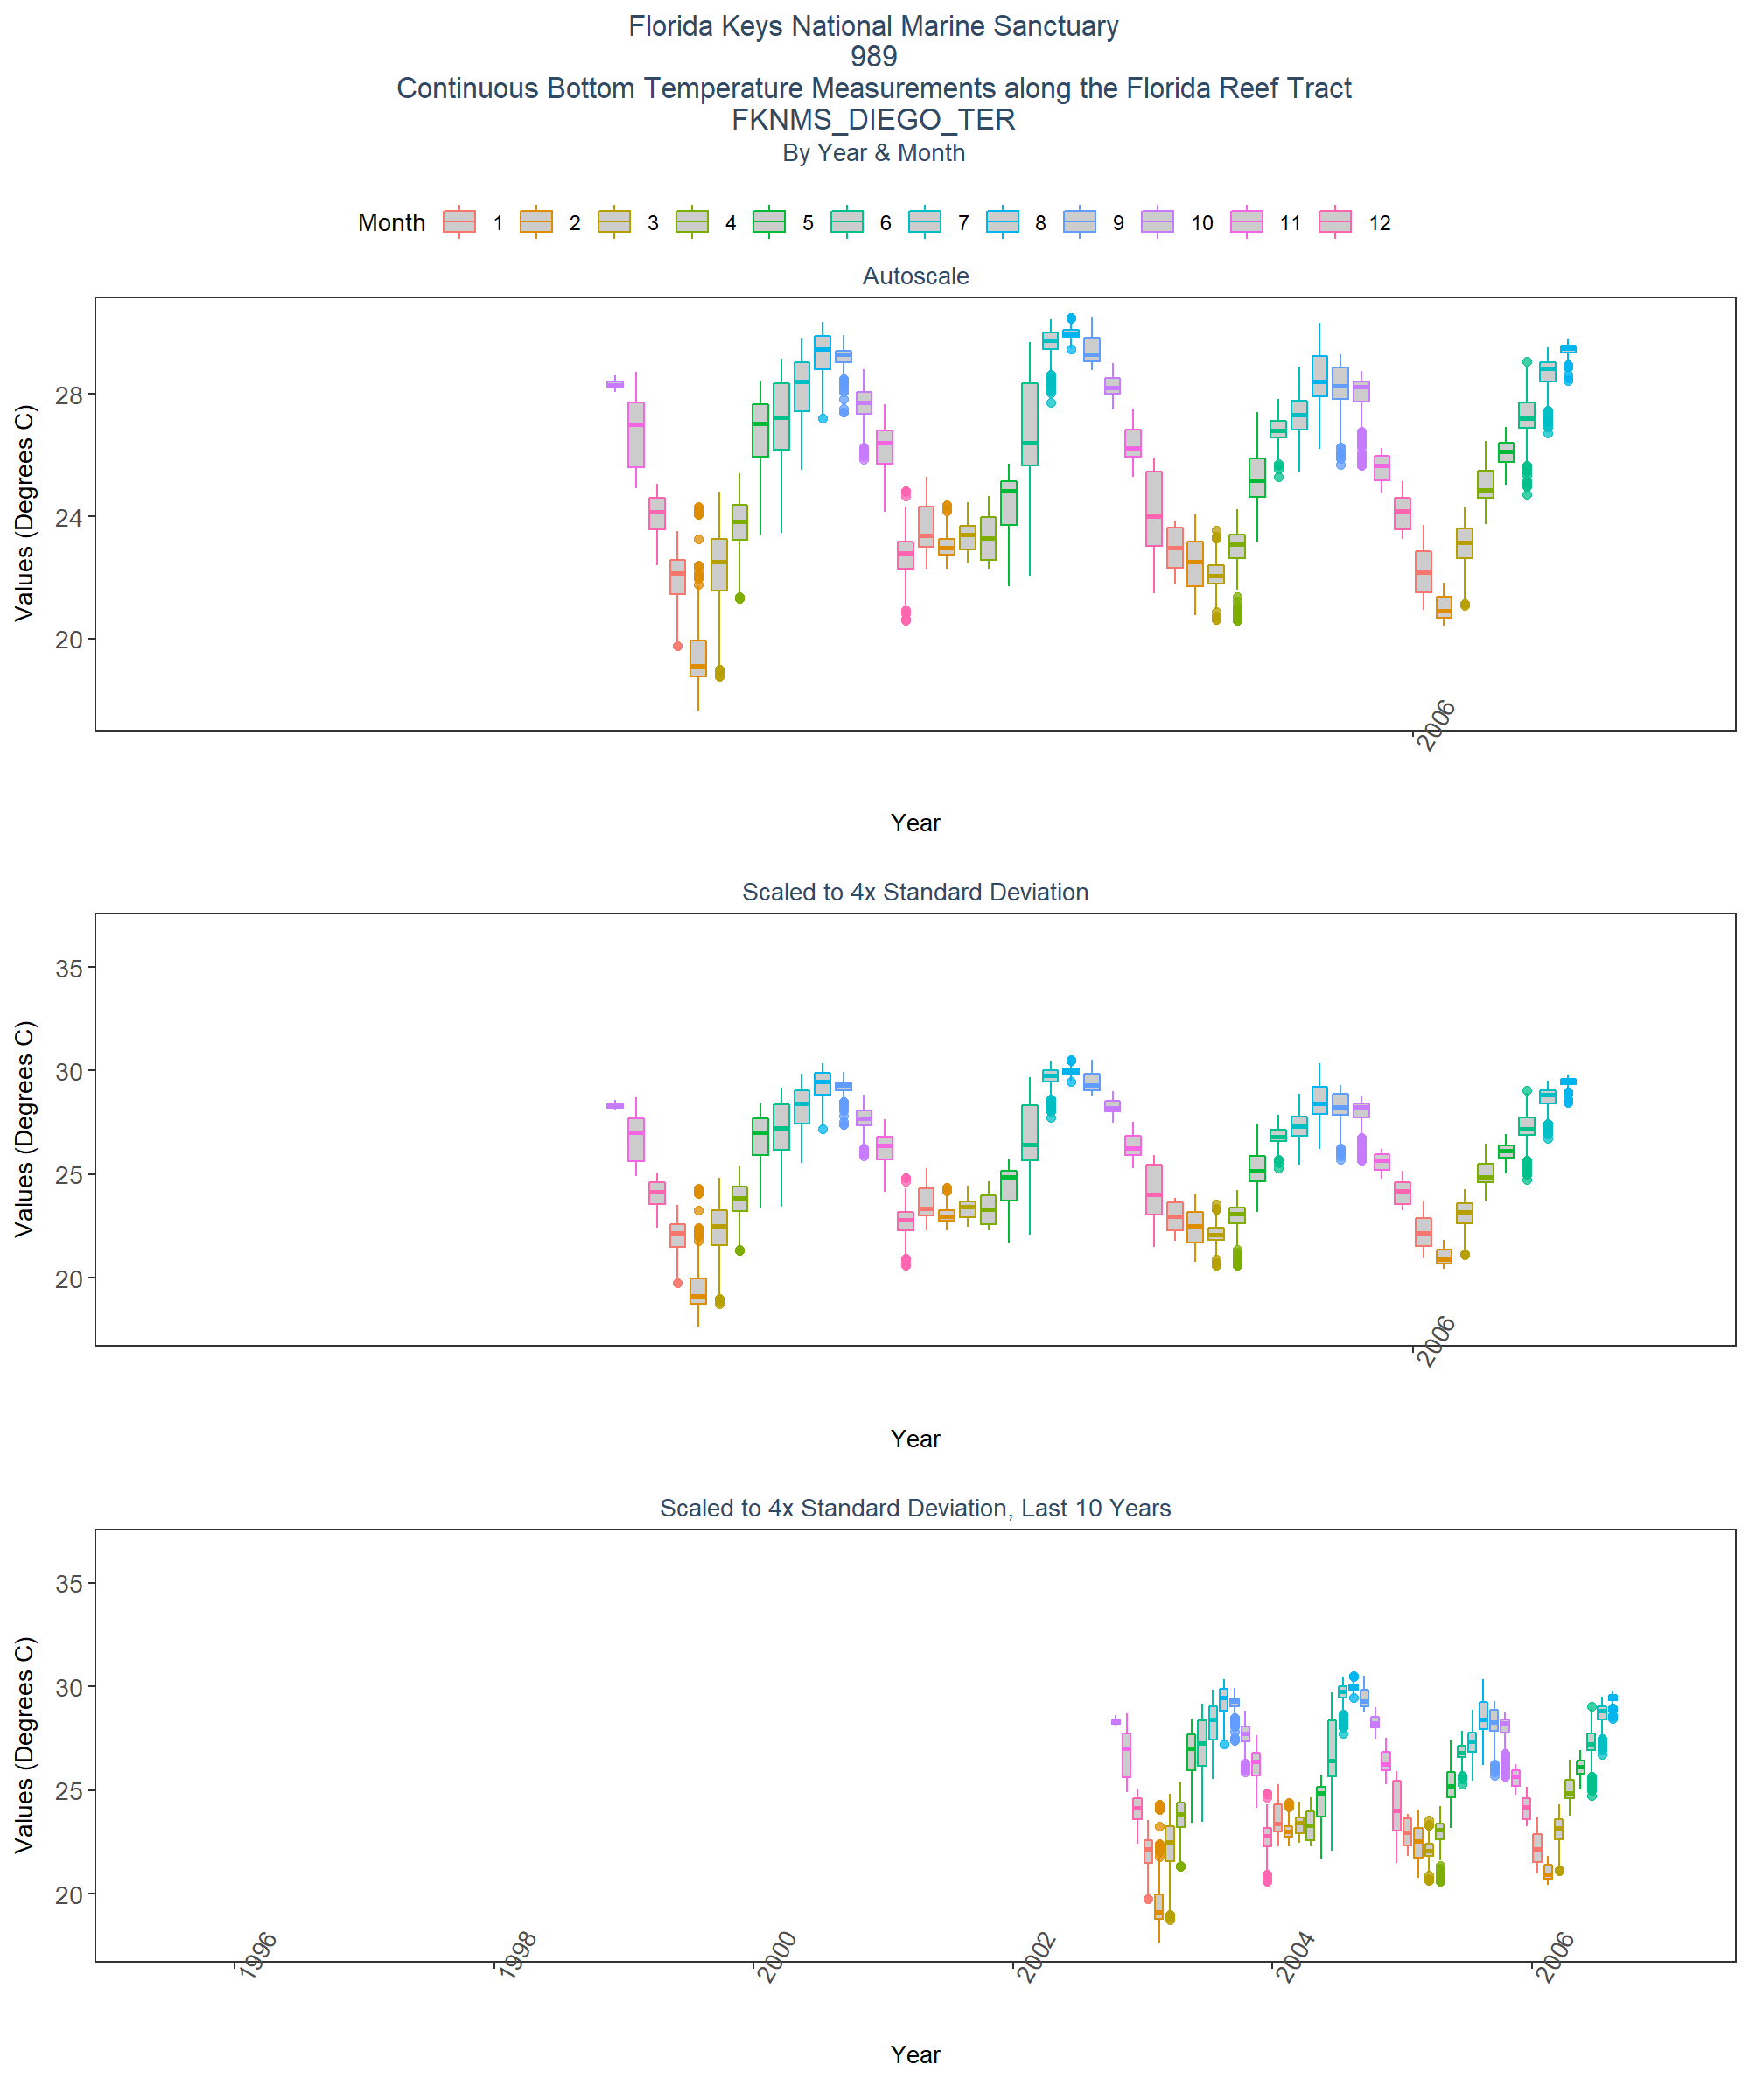 Florida Keys National Marine Sanctuary
989
Continuous Bottom Temperature Measurements along the Florida Reef Tract
FKNMS_DIEGO_TER
By Year & Month
Month 1 2 3 4 5 6 7 8 9 10 11 12
Autoscale
Values (Degrees C)
28
24
20
2006
Year
Scaled to 4x Standard Deviation
Values (Degrees C)
35
30
25
20
2006
Year
Scaled to 4x Standard Deviation, Last 10 Years
Values (Degrees C)
35
30
25
20
1996 1998 2000 2002 2004 2006
Year